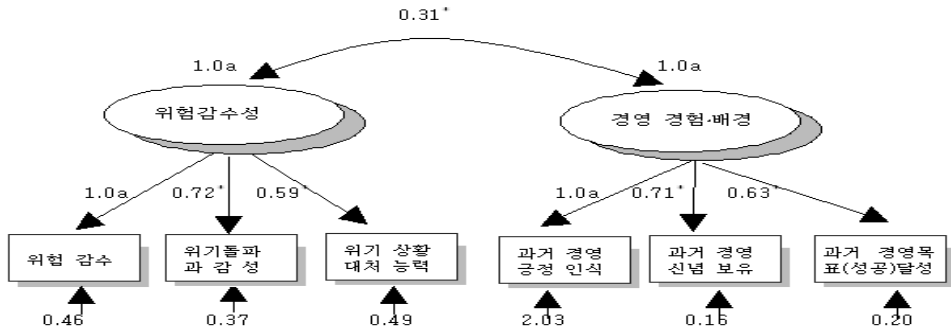 0.31*
1.0a 1.0a
위험감수성 경영 경험·배경
1.0a 0.72* 0.59* 1.0a 0.71* 0.63*
위험 감수
위기돌파
과 감 성
위기 상황
대처 능력
과거 경영
긍정 인식
과거 경영
신념 보유
과거 경영목
표(성공)달성
0.46 0.37 0.49 2.03 0.16 0.20